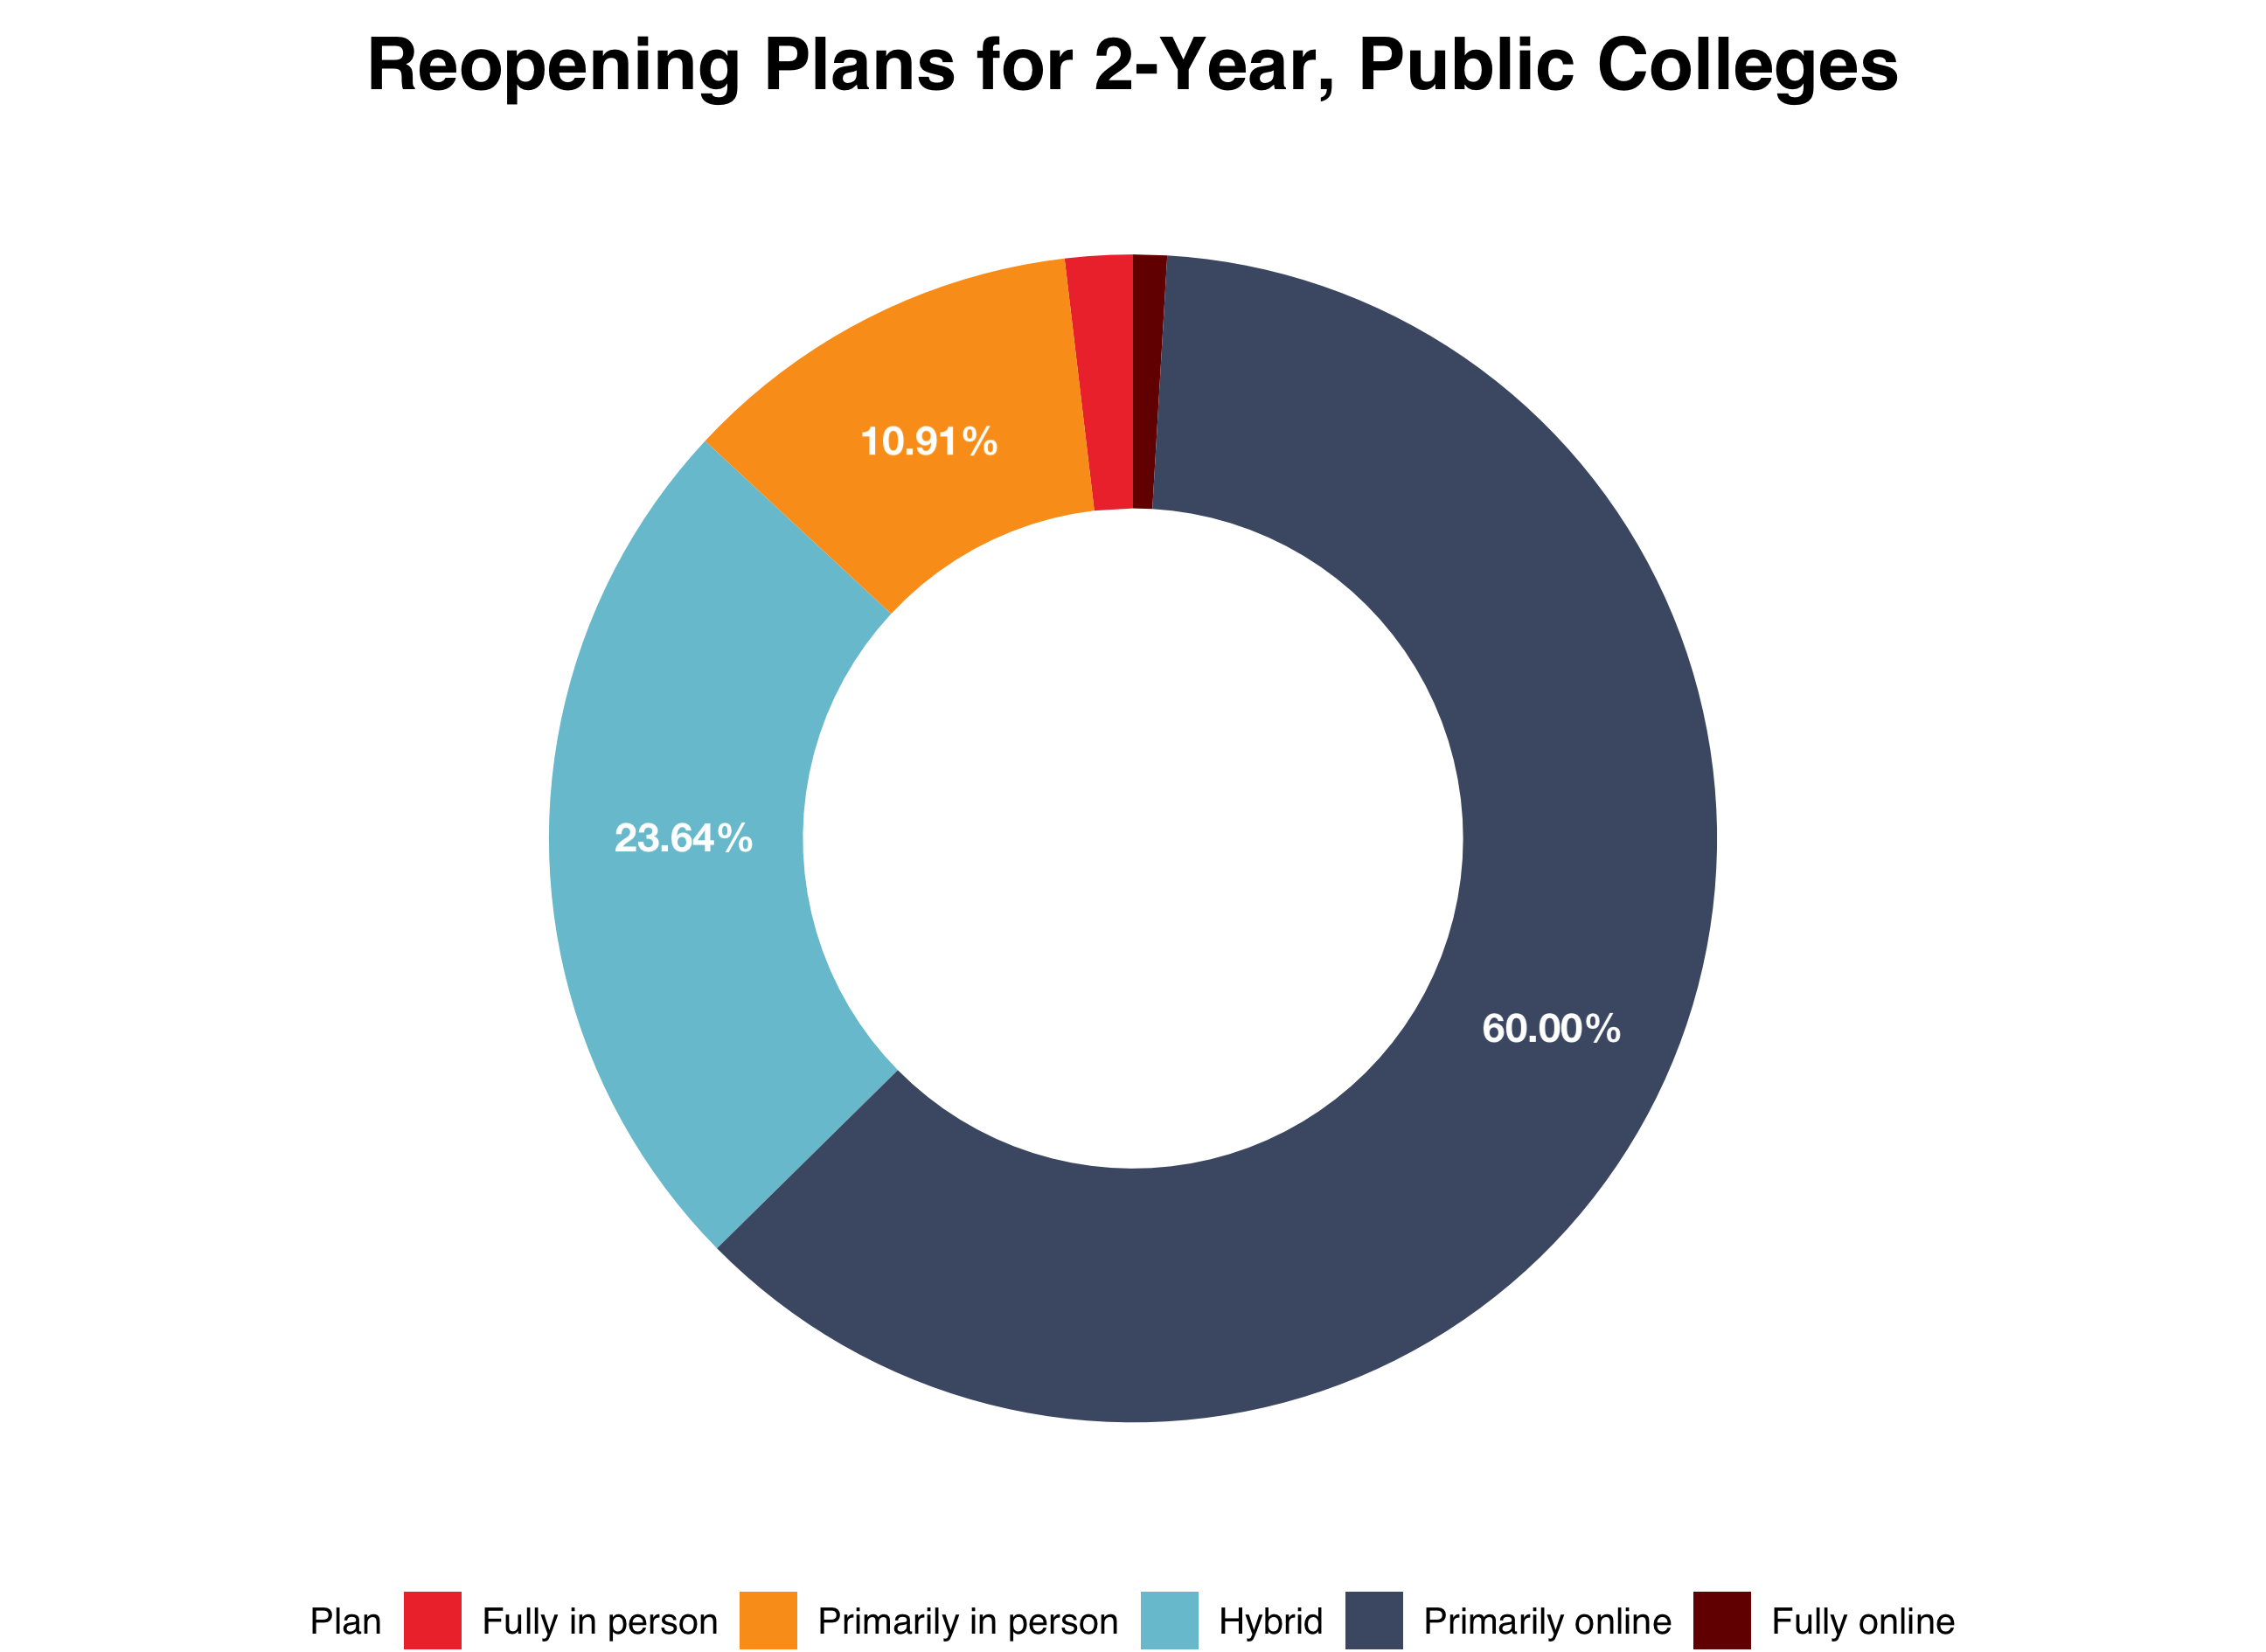 Reopening Plans for 2-Year, Public Colleges
10.91%
23.64%
60.00%
Plan Fully in person Primarily in person Hybrid Primarily online Fully online